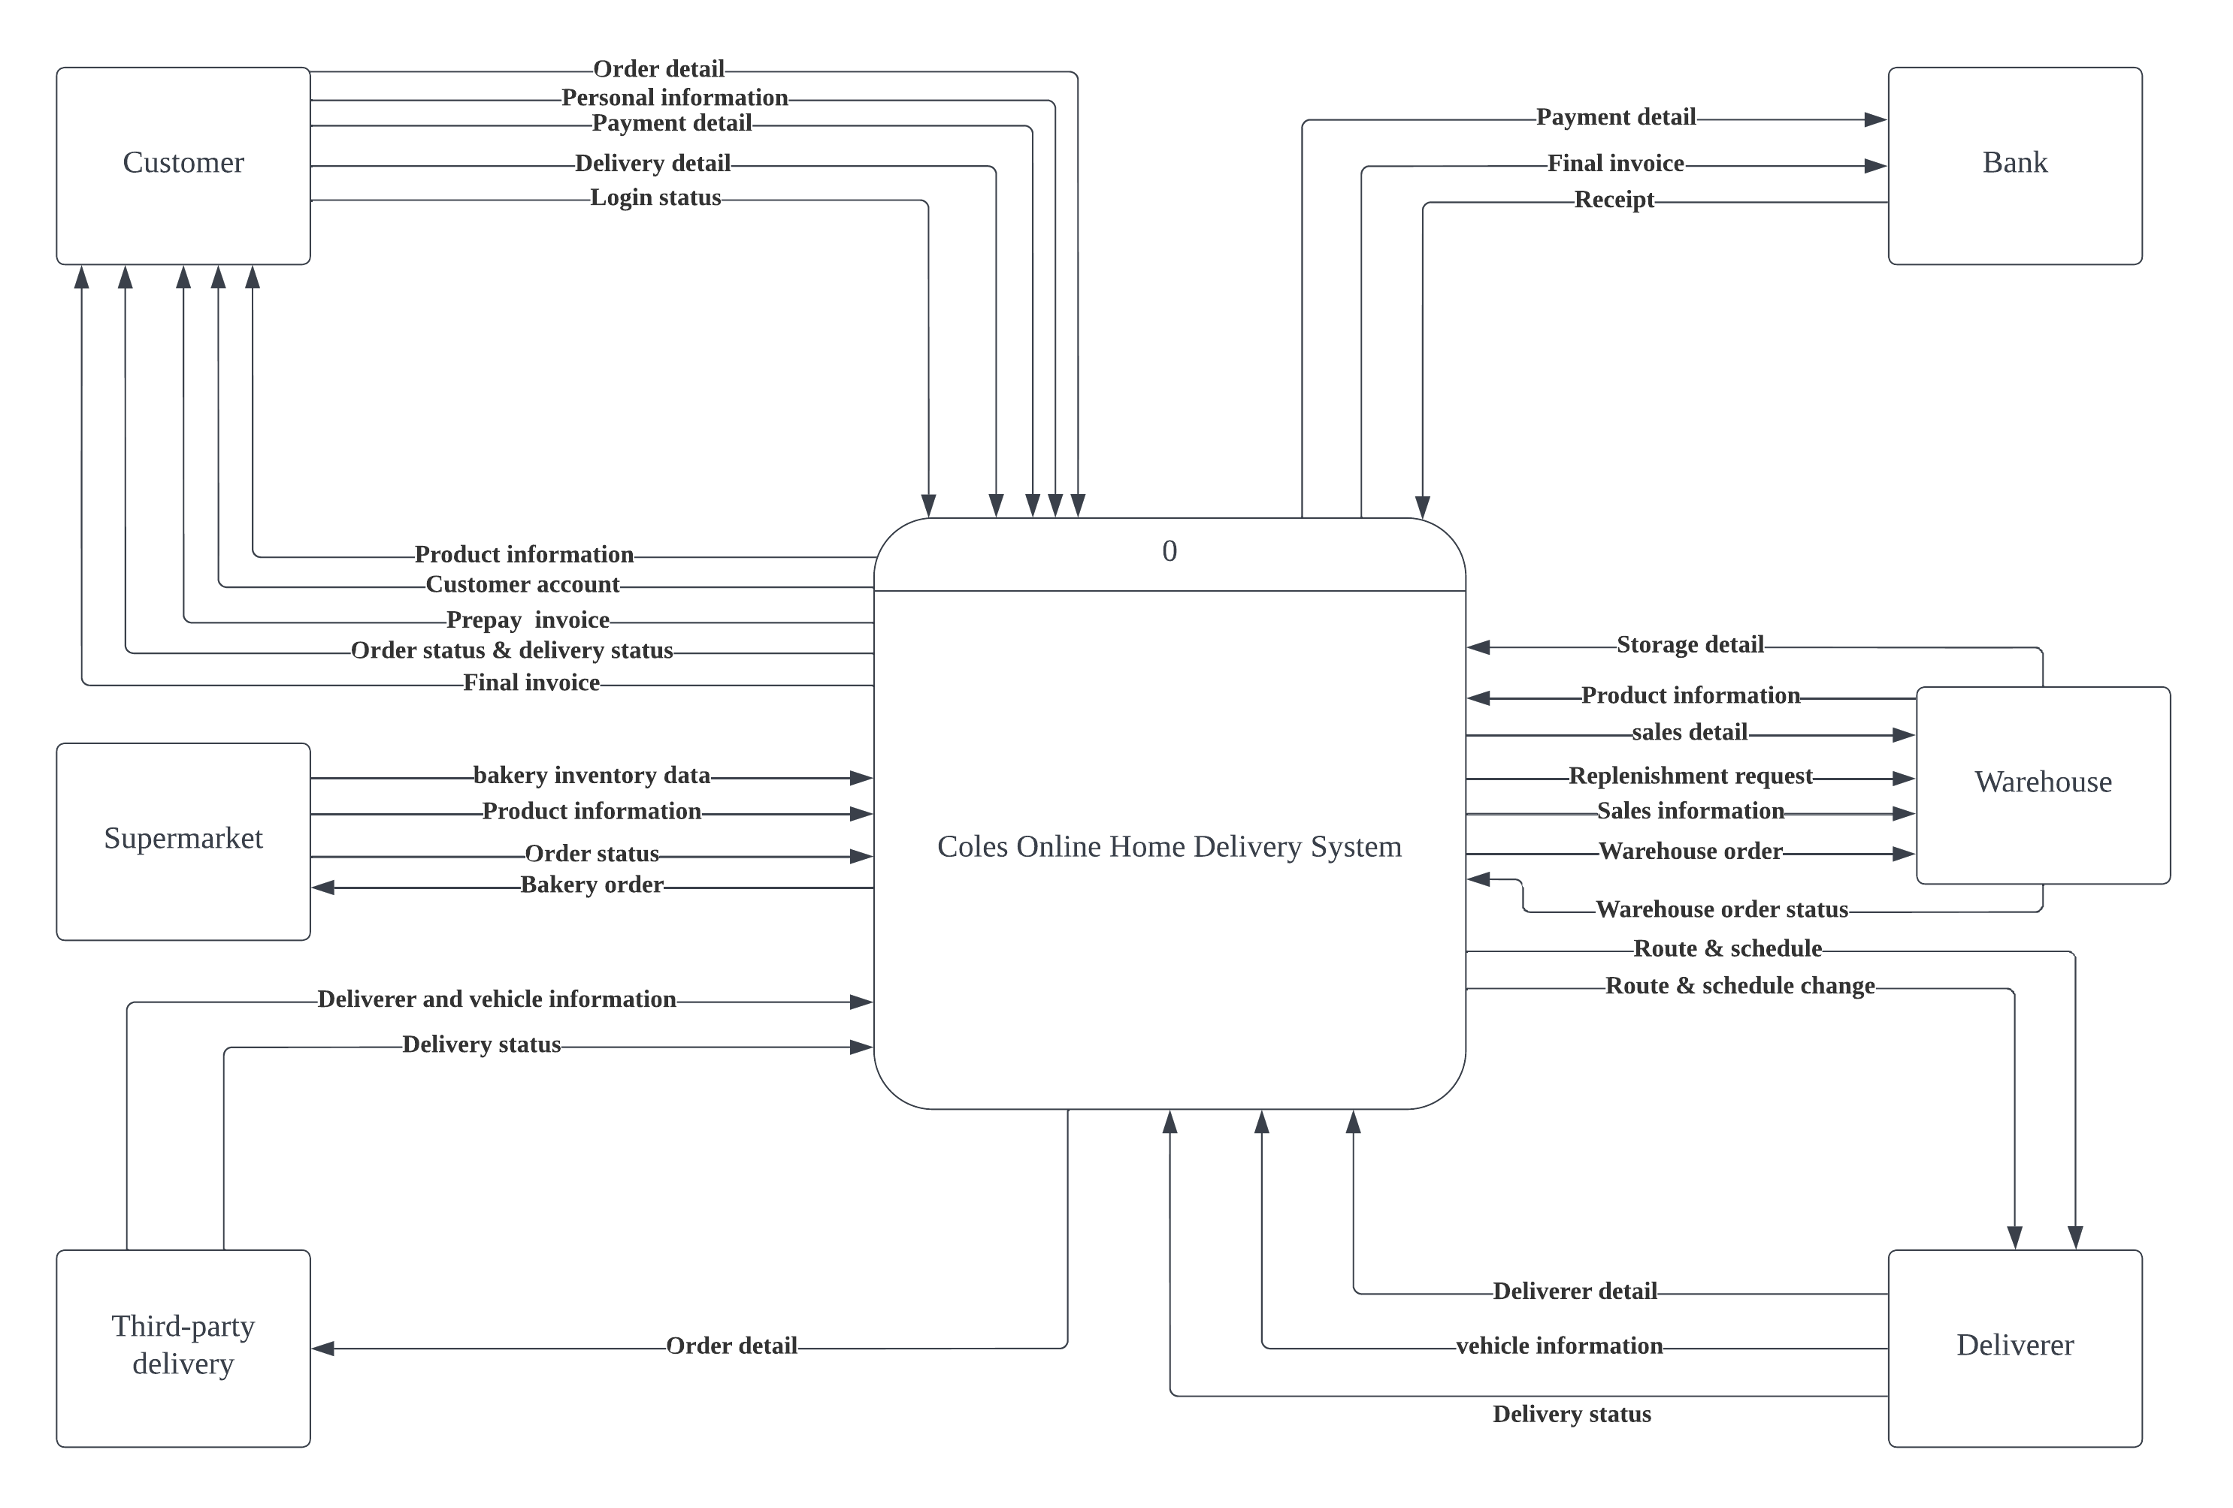 Order detail
Personal information
Payment detail
Delivery detail
Login status
Customer
Payment detail
Final invoice
Receipt
Bank
Product information
Customer account
Prepay  invoice
Order status & delivery status
Final invoice
0
Coles Online Home Delivery System
Storage detail
Product information
sales detail
Replenishment request
Sales information
Warehouse order
Warehouse order status
Warehouse
Supermarket
bakery inventory data
Product information
Order status
Bakery order
Route & schedule
Route & schedule change
Deliverer and vehicle information
Delivery status
Third-party
delivery
Order detail
Deliverer detail
vehicle information
Delivery status
Deliverer